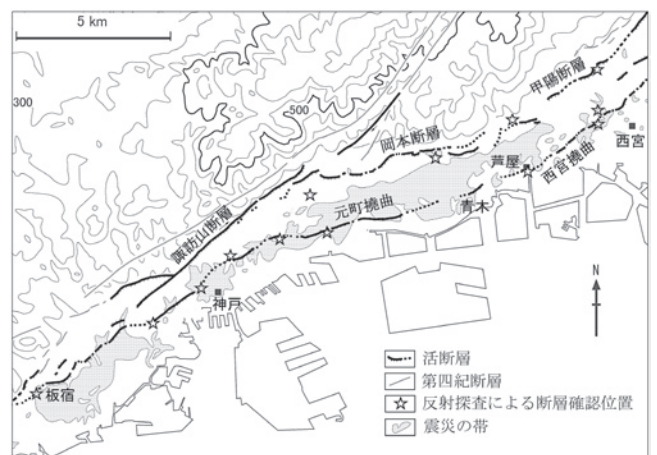 5 km
300
500
甲陽断層
岡本断層
西宮
芦屋
西宮撓曲
元町撓曲
青木
諏訪山断層
神戸
N
板宿
活断層
第四紀断層
反射探査による断層確認位置
震災の帯